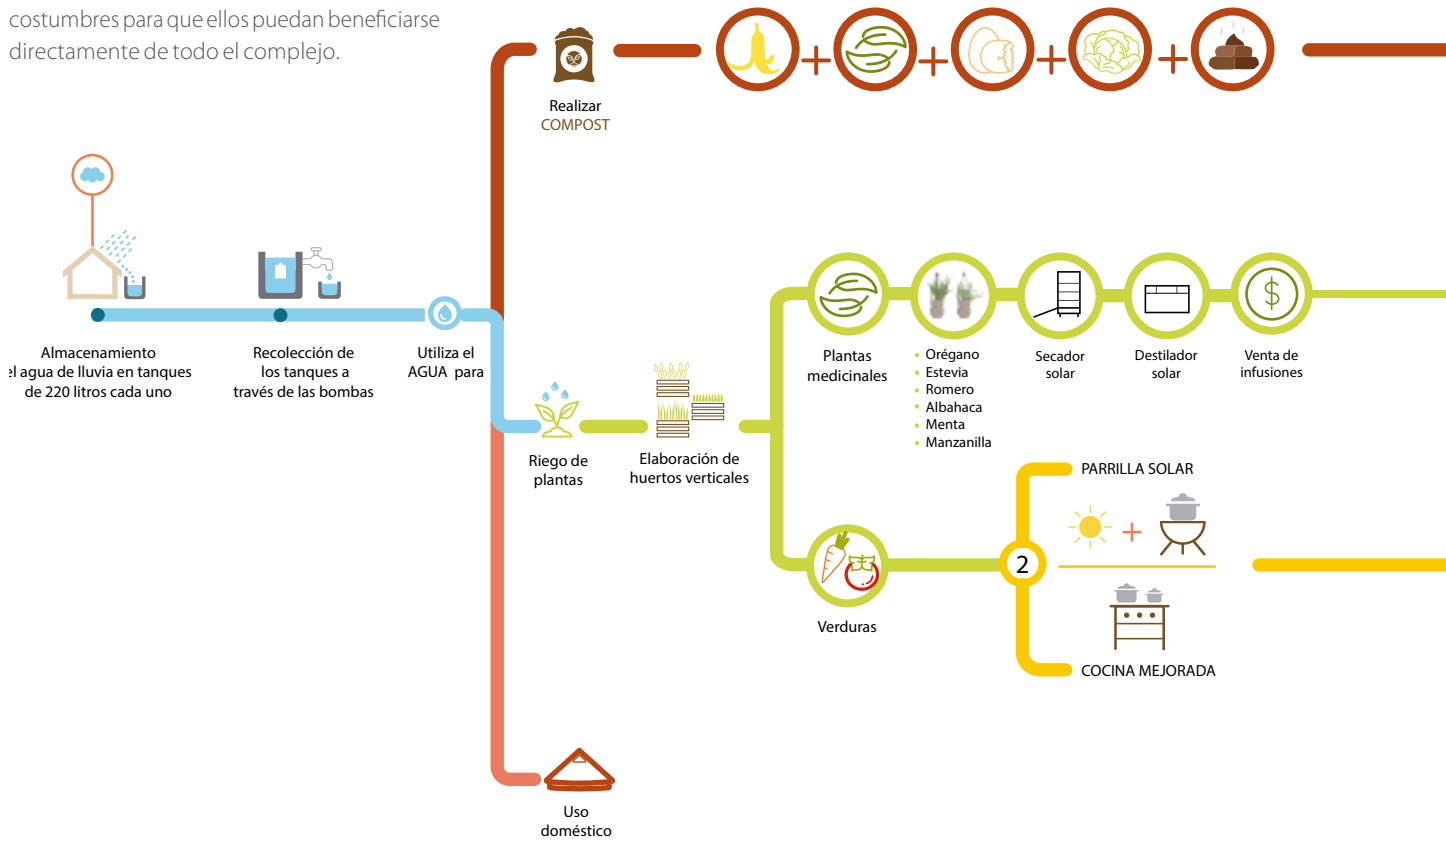 costumbres para que ellos puedan beneficiarse
directamente de todo el complejo.
Realizar
COMPOST
Almacenamiento
el agua de lluvia en tanques
de 220 litros cada uno
Recolección de
los tanques a
través de las bombas
Utiliza el
AGUA para
Riego de
plantas
Elaboración de
huertos verticales
Plantas
medicinales
• Orégano
• Estevia
• Romero
• Albahaca
• Menta
• Manzanilla
Secador
solar
Destilador
solar
$
Venta de
infusiones
Verduras
2
PARRILLA SOLAR
COCINA MEJORADA
Uso
doméstico